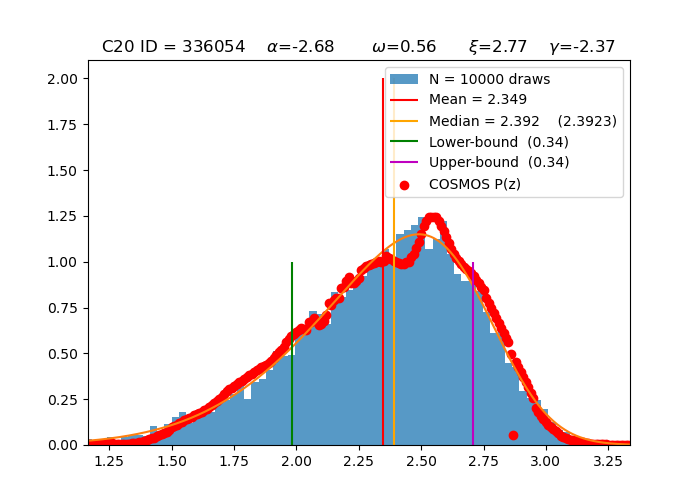 C20 ID = 336054 α=-2.68 ω=0.56 ξ=2.77 γ=-2.37
N = 10000 draws
Mean = 2.349
Median = 2.392 (2.3923)
Lower-bound (0.34)
Upper-bound (0.34)
COSMOS P(z)
2.00
1.75
1.50
1.25
1.00
0.75
0.50
0.25
0.00
1.25 1.50 1.75 2.00 2.25 2.50 2.75 3.00 3.25